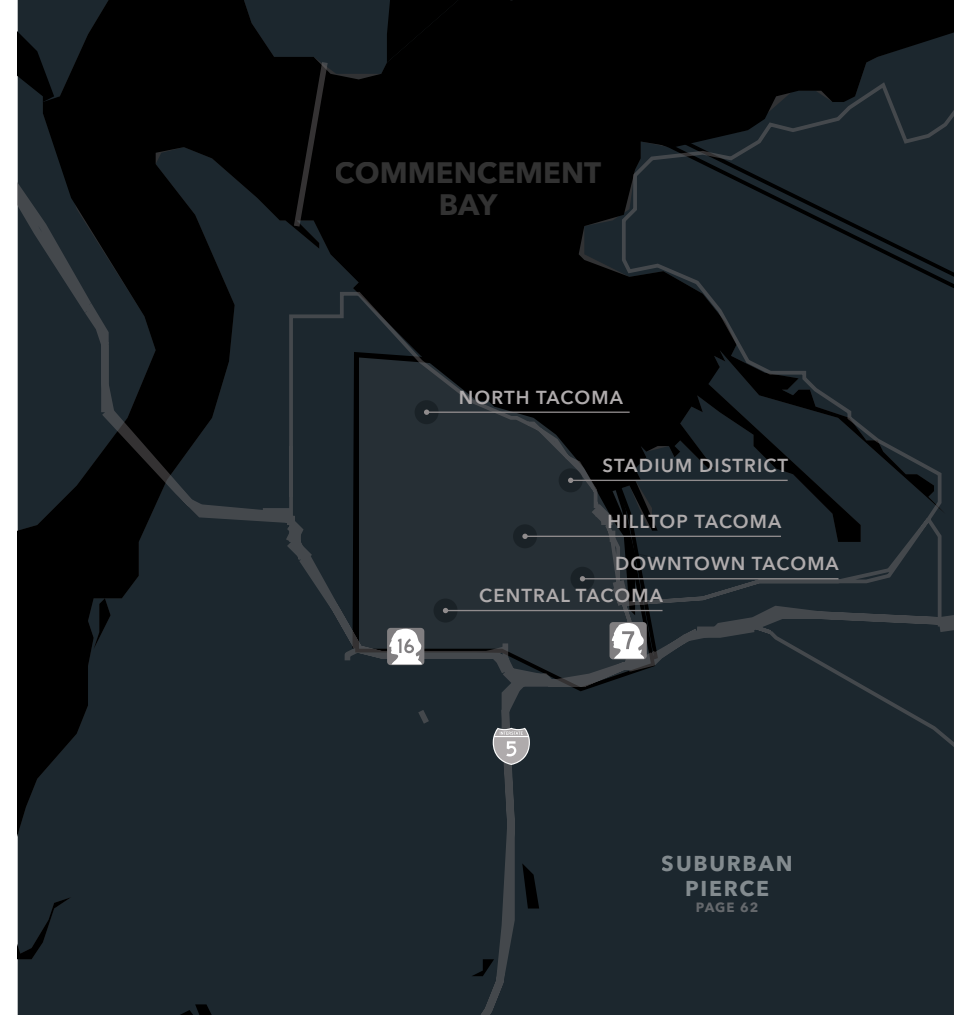 COMMENCEMENT
BAY
NORTH TACOMA
STADIUM DISTRICT
HILLTOP TACOMA
DOWNTOWN TACOMA
CENTRAL TACOMA
16
7
INTERSTATE
5
SUBURBAN
PIERCE
PAGE 62